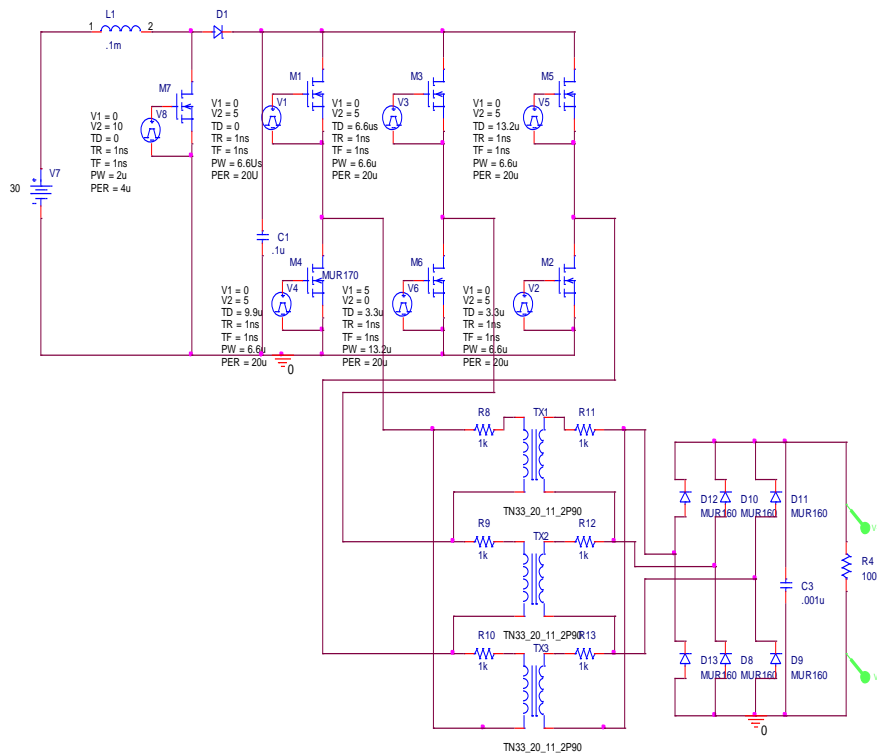 L1
1
2
.1m
D1
M7
V8
V1 = 0
V2 = 10
TD = 0
TR = 1ns
TF = 1ns
PW = 2u
PER = 4u
V7
30
M1
V1
V1 = 0
V2 = 5
TD = 0
TR = 1ns
TF = 1ns
PW = 6.6Us
PER = 20U
M3
V3
V1 = 0
V2 = 5
TD = 6.6us
TR = 1ns
TF = 1ns
PW = 6.6u
PER = 20u
M5
V5
V1 = 0
V2 = 5
TD = 13.2u
TR = 1ns
TF = 1ns
PW = 6.6u
PER = 20u
C1
.1u
M4
MUR170
V4
V1 = 0
V2 = 5
TD = 9.9u
TR = 1ns
TF = 1ns
PW = 6.6u
PER = 20u
M6
V6
V1 = 5
V2 = 0
TD = 3.3u
TR = 1ns
TF = 1ns
PW = 13.2u
PER = 20u
M2
V2
V1 = 0
V2 = 5
TD = 3.3u
TR = 1ns
TF = 1ns
PW = 6.6u
PER = 20u
0
R8
1k
TX1
R11
1k
TN33_20_11_2P90
R9
1k
TX2
R12
1k
TN33_20_11_2P90
R10
1k
TX3
R13
1k
TN33_20_11_2P90
D12
MUR160
D10
MUR160
D11
MUR160
D13
MUR160
D8
MUR160
D9
MUR160
C3
.001u
R4
100
V
V
0